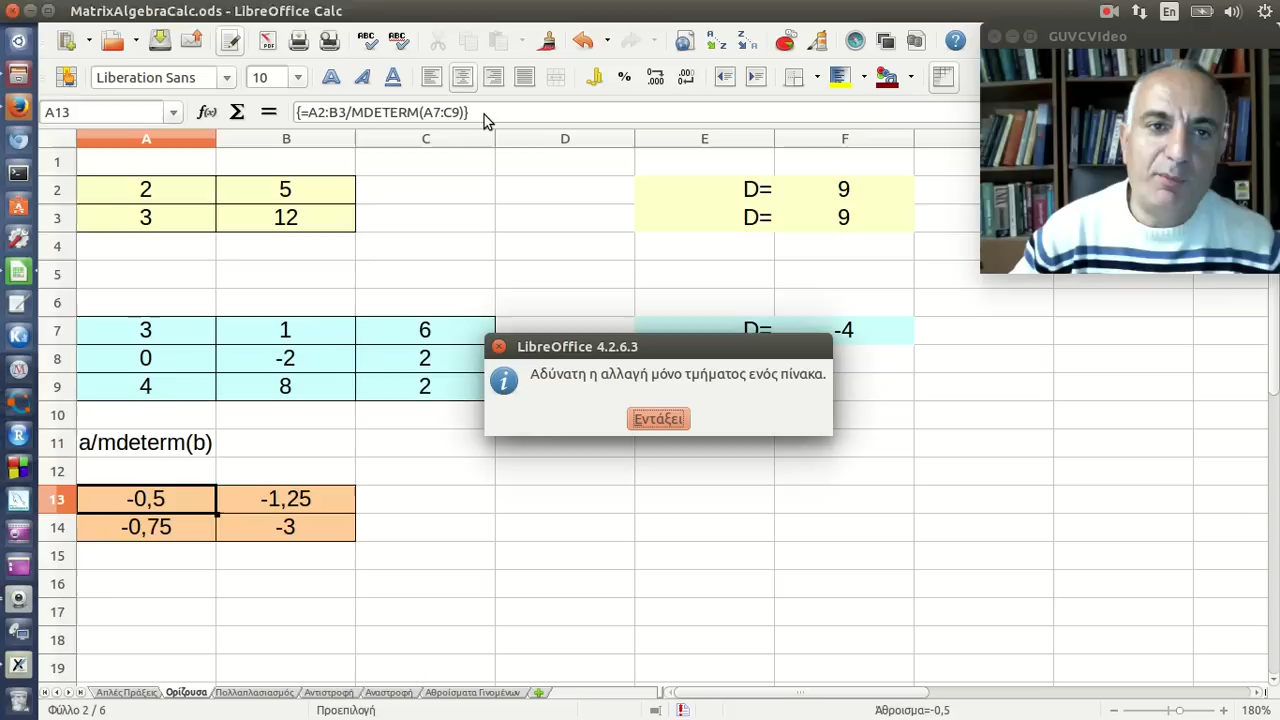 MatrixAlgebraCalc.ods - LibreOffice Calc
En
GUVCVIdeo
Liberation Sans
10
A13
{=A2:B3/MDETERM(A7:C9)}
A B C D E F
1
2 2 5 D= 9
3 3 12 D= 9
4
5
6
7 3 1 6 D= -4
8 0 -2 2
9 4 8 2
LibreOffice 4.2.6.3
Αδύνατη η αλλαγή μόνο τμήματος ενός πίνακα.
Εντάξει
10
11 a/mdeterm(b)
12
13 -0,5 -1,25
14 -0,75 -3
15
16
17
18
19
Απλές Πράξεις Ορίζουσα Πολλαπλασιασμός Αντιστροφή Αναστροφή Αθροίσματα Γινομένων
Φύλλο 2 / 6 Προεπιλογή Άθροισμα=-0,5 180%